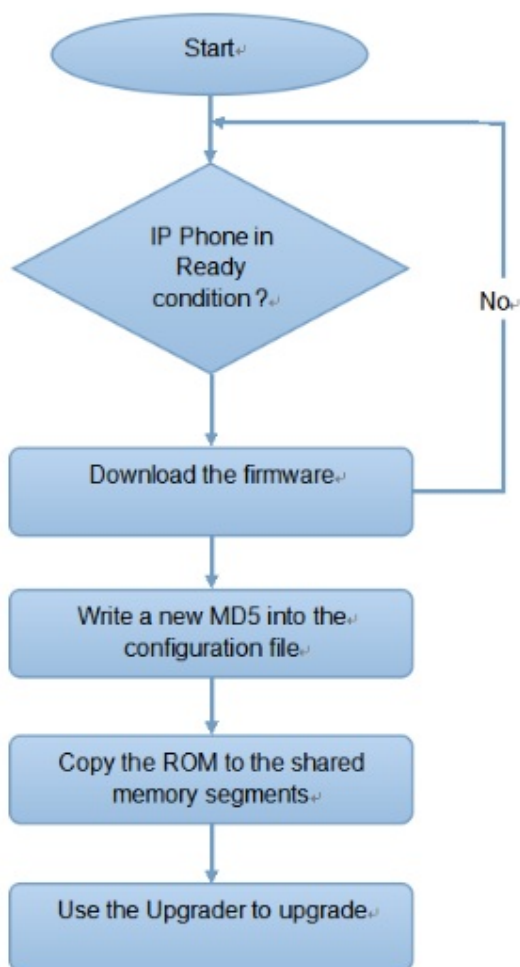 Start
IP Phone in
Ready
condition ?
No
Download the firmware
Write a new MD5 into the
configuration file
Copy the ROM to the shared
memory segments
Use the Upgrader to upgrade